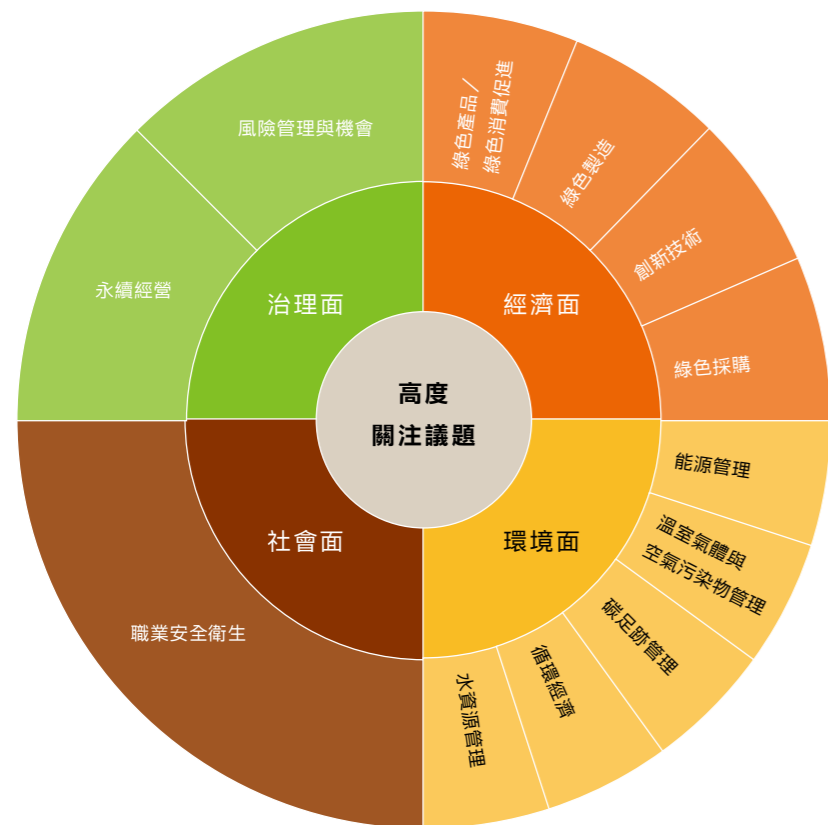 高度
關注議題
治理面
風險管理與機會
永續經營
經濟面
綠色產品／
綠色消費促進
綠色製造
創新技術
綠色採購
環境面
能源管理
溫室氣體與
空氣污染物管理
碳足跡管理
循環經濟
水資源管理
社會面
職業安全衛生